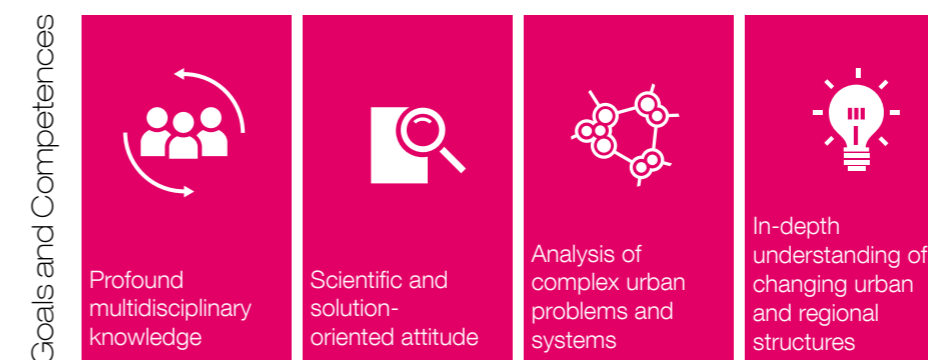 Goals and Competences
Profound
multidisciplinary
knowledge
Scientific and
solution-
oriented attitude
Analysis of
complex urban
problems and
systems
In-depth
understanding of
changing urban
and regional
structures